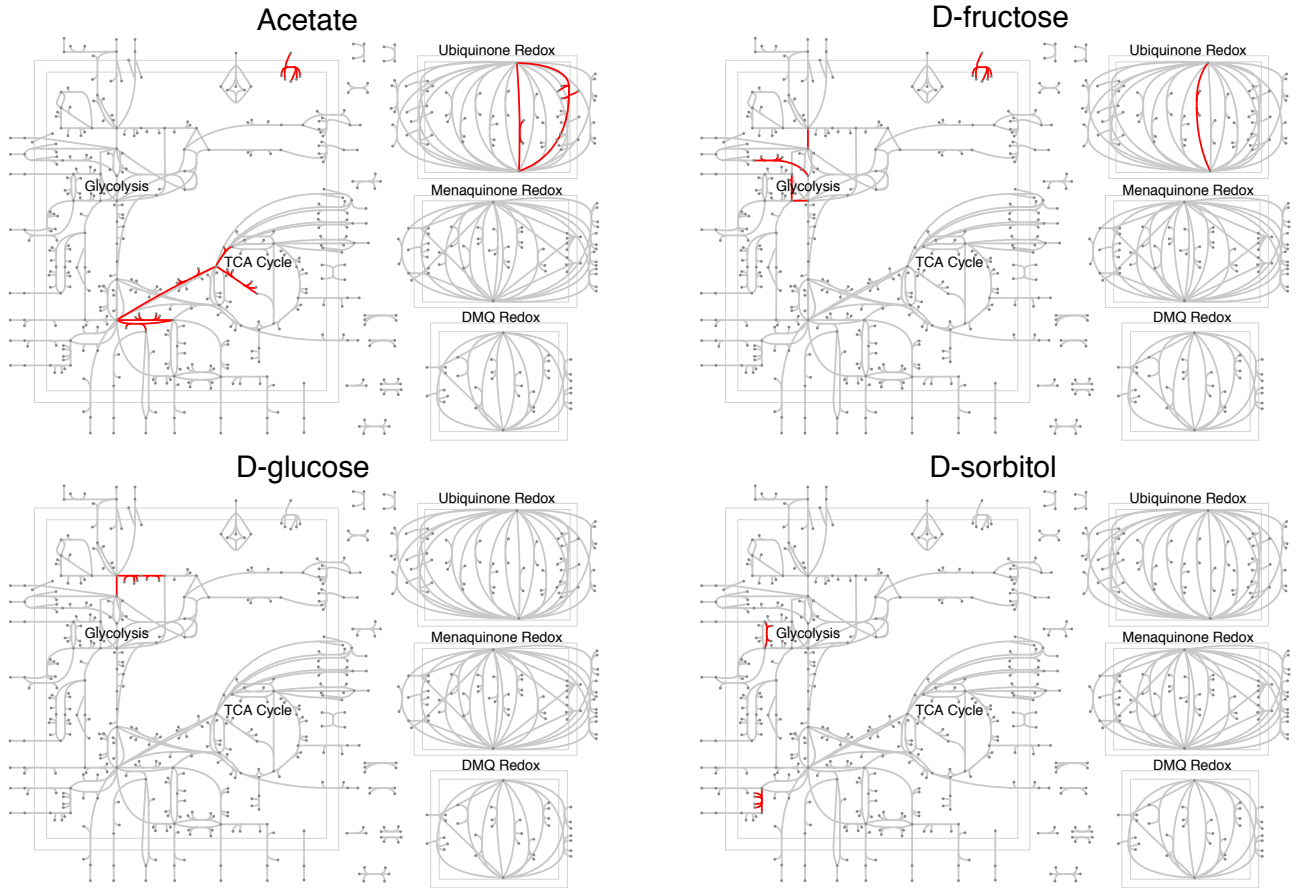 Acetate
Ubiquinone Redox
Glycolysis
Menaquinone Redox
TCA Cycle
DMQ Redox
D-fructose
Ubiquinone Redox
Glycolysis
Menaquinone Redox
TCA Cycle
DMQ Redox
D-glucose
Ubiquinone Redox
Glycolysis
Menaquinone Redox
TCA Cycle
DMQ Redox
D-sorbitol
Ubiquinone Redox
Glycolysis
Menaquinone Redox
TCA Cycle
DMQ Redox